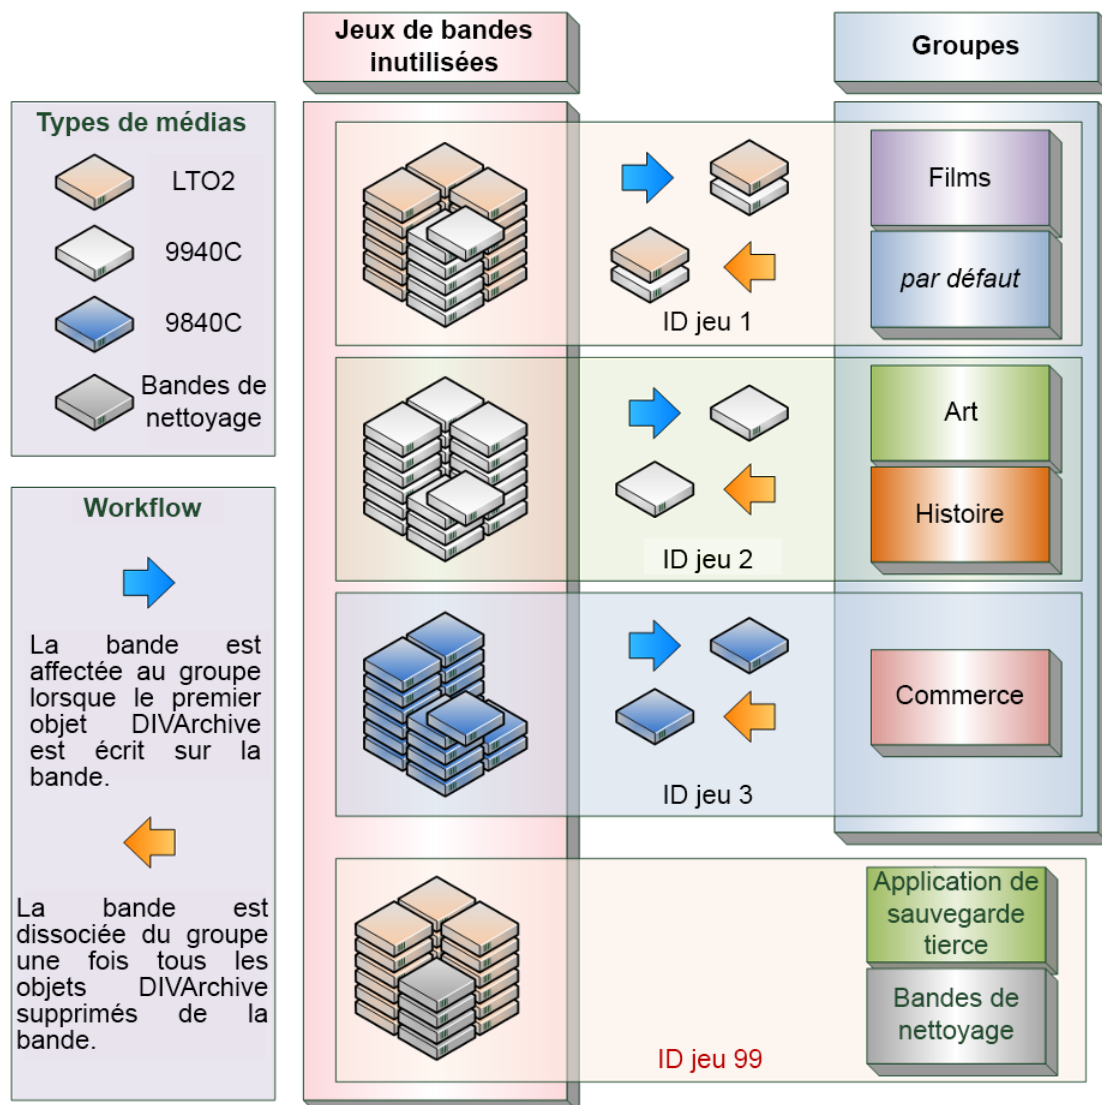 Jeux de bandes
inutilisées
Groupes
Types de médias
LTO2
9940C
9840C
Bandes de
nettoyage
Workflow
La bande est
affectée au groupe
lorsque le premier
objet DIVArchive
est écrit sur la
bande.
La bande est
dissociée du groupe
une fois tous les
objets DIVArchive
supprimés de la
bande.
Films
par défaut
ID jeu 1
Art
Histoire
ID jeu 2
Commerce
ID jeu 3
Application de
sauvegarde
tierce
Bandes de
nettoyage
ID jeu 99